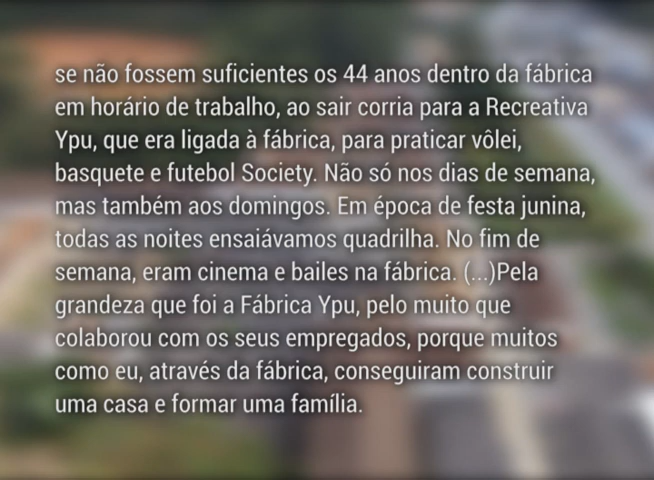 se não fossem suficientes os 44 anos dentro da fábrica
em horário de trabalho, ao sair corria para a Recreativa
Ypu, que era ligada à fábrica, para praticar vôlei,
basquete e futebol Society. Não só nos dias de semana,
mas também aos domingos. Em época de festa junina,
todas as noites ensaiávamos quadrilha. No fim de
semana, eram cinema e bailes na fábrica. (...)Pela
grandeza que foi a Fábrica Ypu, pelo muito que
colaborou com os seus empregados, porque muitos
como eu, através da fábrica, conseguiram construir
uma casa e formar uma família.